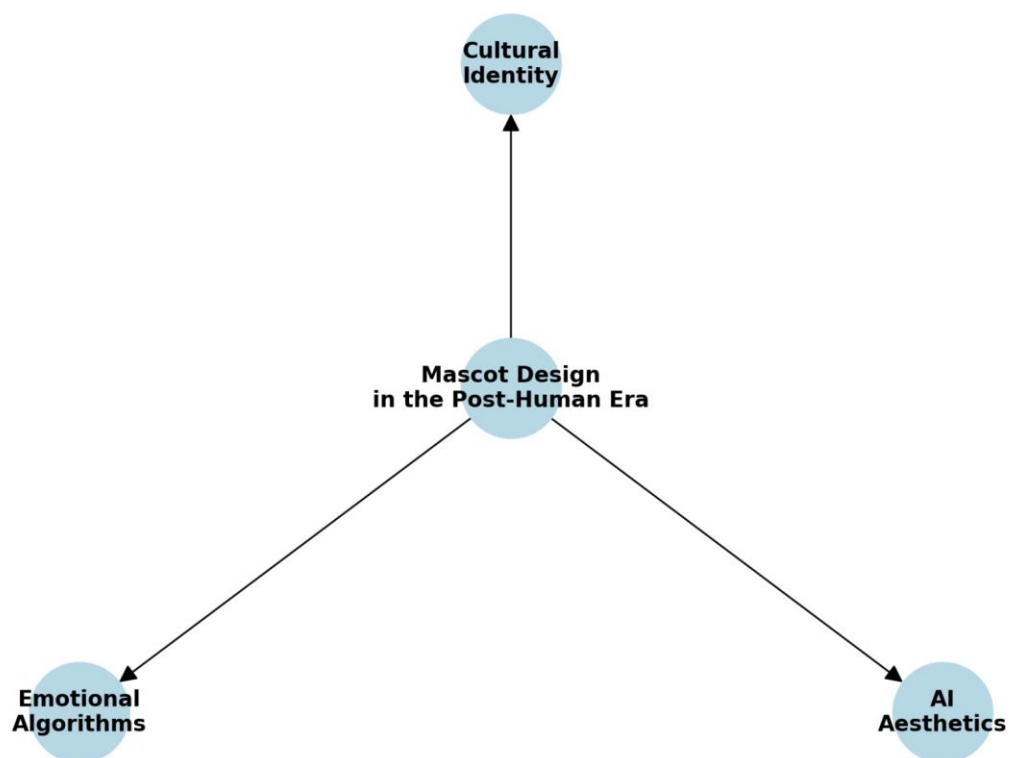 Cultural
Identity
Mascot Design
in the Post-Human Era
Emotional
Algorithms
AI
Aesthetics